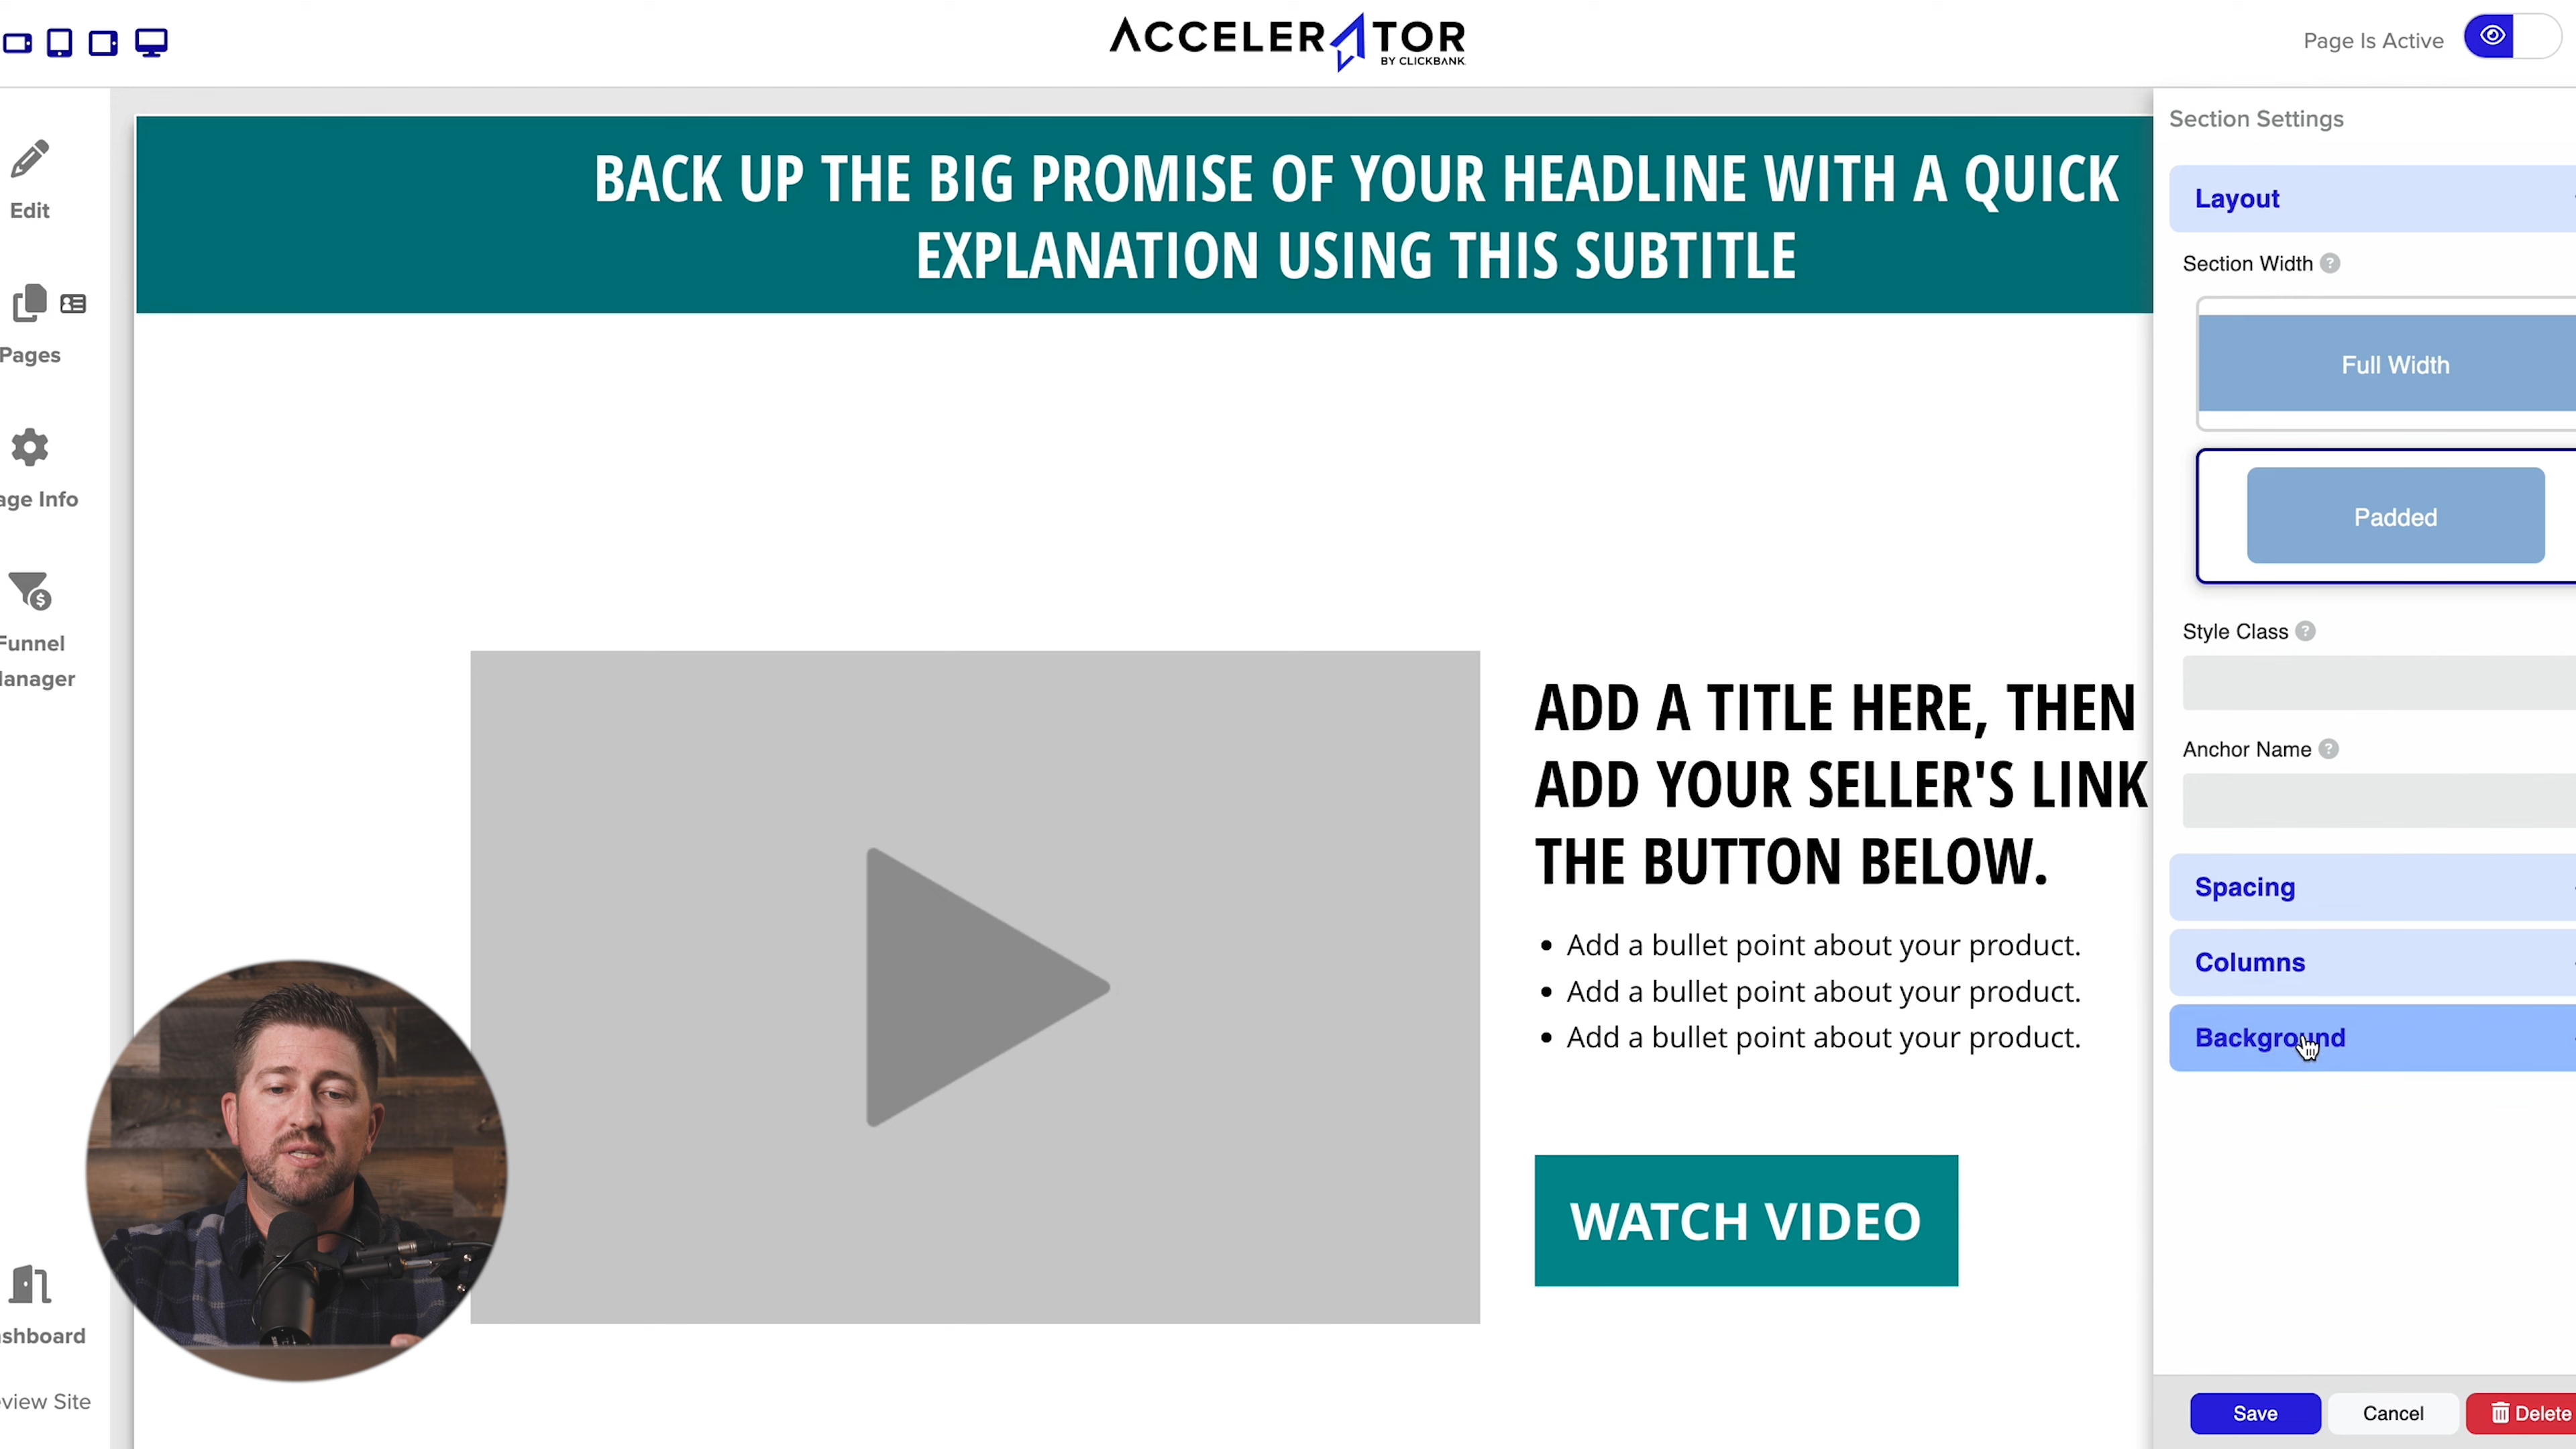 ACCELERATOR
BY CLICKBANK
Page Is Active
Edit
Pages
age Info
Funnel
anager
shboard
view Site
BACK UP THE BIG PROMISE OF YOUR HEADLINE WITH A QUICK
EXPLANATION USING THIS SUBTITLE
ADD A TITLE HERE, THEN
ADD YOUR SELLER'S LINK
THE BUTTON BELOW.
• Add a bullet point about your product.
• Add a bullet point about your product.
• Add a bullet point about your product.
WATCH VIDEO
Section Settings
Layout
Section Width ?
Full Width
Padded
Style Class ?
Anchor Name ?
Spacing
Columns
Background
Save
Cancel
Delete